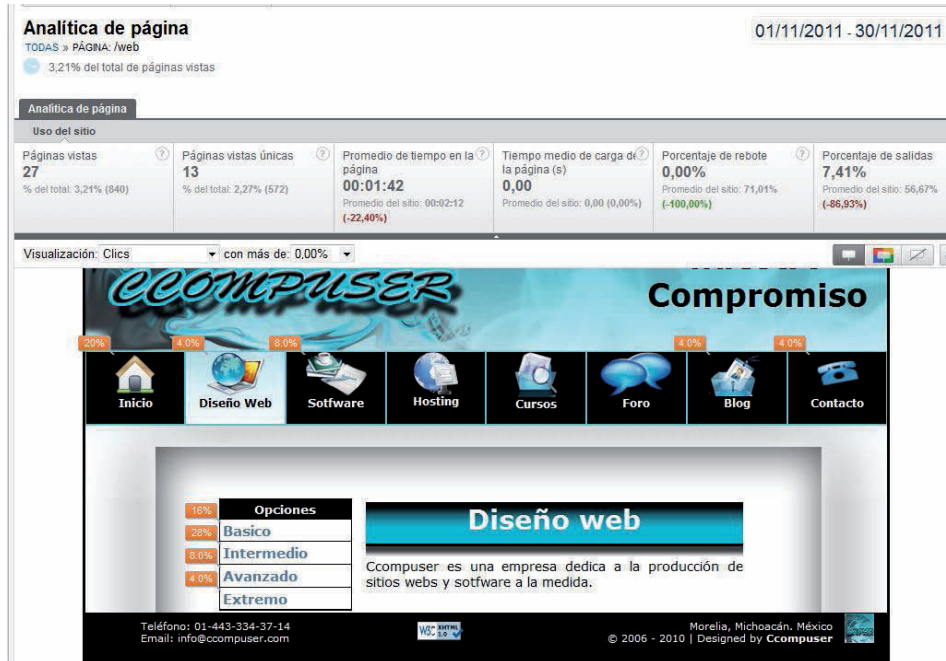 Analítica de página
01/11/2011 - 30/11/2011
TODAS » PÁGINA: /web
3,21% del total de páginas vistas
Analítica de página
Uso del sitio
Páginas vistas ?
27
% del total: 3,21% (840)
Páginas vistas únicas ?
13
% del total: 2,27% (572)
Promedio de tiempo en la ?
página
00:01:42
Promedio del sitio: 00:02:12
(-22,40%)
Tiempo medio de carga de ?
la página (s)
0,00
Promedio del sitio: 0,00 (0,00%)
Porcentaje de rebote ?
0,00%
Promedio del sitio: 71,01%
(-100,00%)
Porcentaje de salidas
7,41%
Promedio del sitio: 56,67%
(-86,93%)
Visualización: Clics con más de: 0,00%
CCOMPUSER
Compromiso
20% 4.0% 8.0% 4.0% 4.0%
Inicio Diseño Web Sotfware Hosting Cursos Foro Blog Contacto
16% Opciones
28% Basico
8.0% Intermedio
4.0% Avanzado
Extremo
Diseño web
Ccompuser es una empresa dedica a la producción de
sitios webs y sotfware a la medida.
Teléfono: 01-443-334-37-14
Email: info@ccompuser.com
W3C XHTML 1.0
Morelia, Michoacán. México
© 2006 - 2010 | Designed by Ccompuser